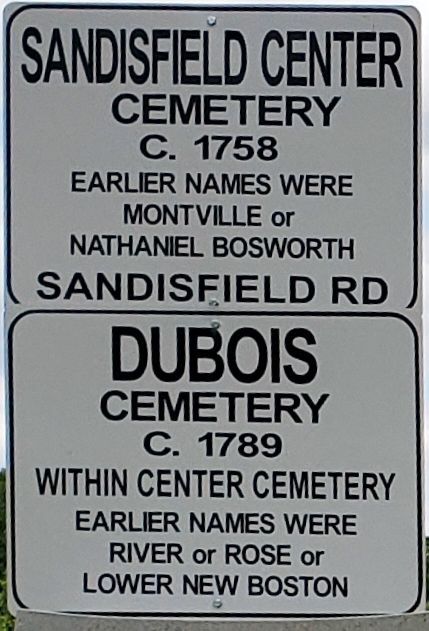 SANDISFIELD CENTER
CEMETERY
C. 1758
EARLIER NAMES WERE
MONTVILLE or
NATHANIEL BOSWORTH
SANDISFIELD RD
DUBOIS
CEMETERY
C. 1789
WITHIN CENTER CEMETERY
EARLIER NAMES WERE
RIVER or ROSE or
LOWER NEW BOSTON